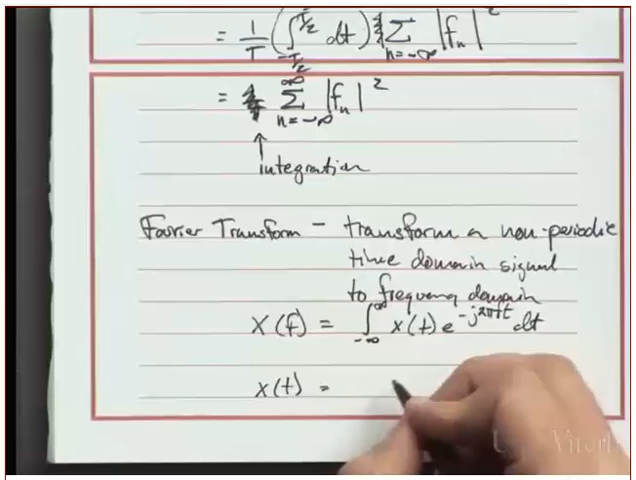 = 1/T (∫_{-T/2}^{T/2} dt) Σ_{n=-∞} |f_n|²
= Σ_{n=-∞}^{∞} |f_n|²
↑
integration
Fourier Transform - transform a non-periodic
time domain signal
to frequency domain
X(f) = ∫_{-∞}^{∞} x(t) e^{-j2πft} dt
x(t) =